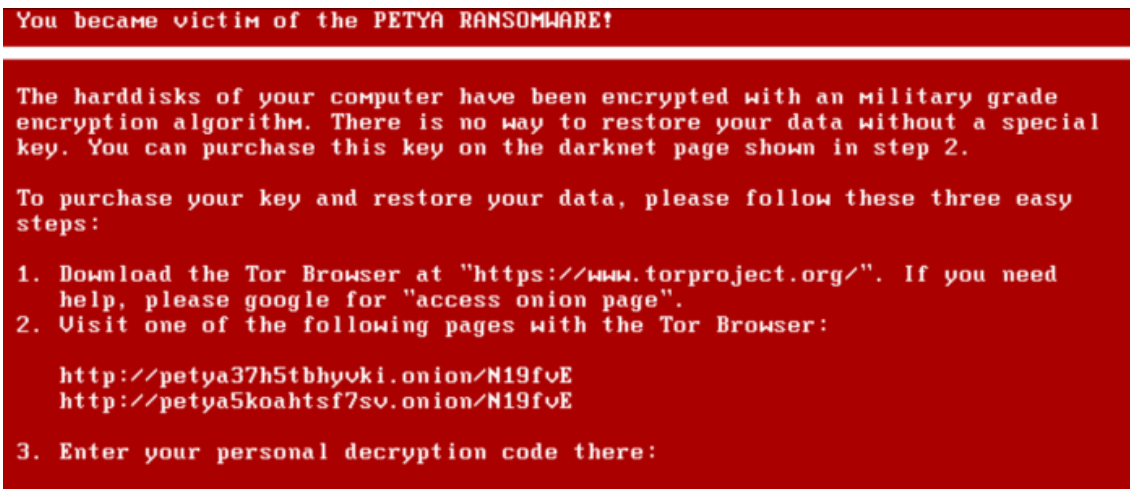 You became victim of the PETYA RANSOMWARE!
The harddisks of your computer have been encrypted with an military grade
encryption algorithm. There is no way to restore your data without a special
key. You can purchase this key on the darknet page shown in step 2.
To purchase your key and restore your data, please follow these three easy
steps:
1. Download the Tor Browser at "https://www.torproject.org/". If you need
help, please google for "access onion page".
2. Visit one of the following pages with the Tor Browser:
http://petya37h5tbhyvki.onion/N19fvE
http://petya5koahtsf7sv.onion/N19fvE
3. Enter your personal decryption code there: